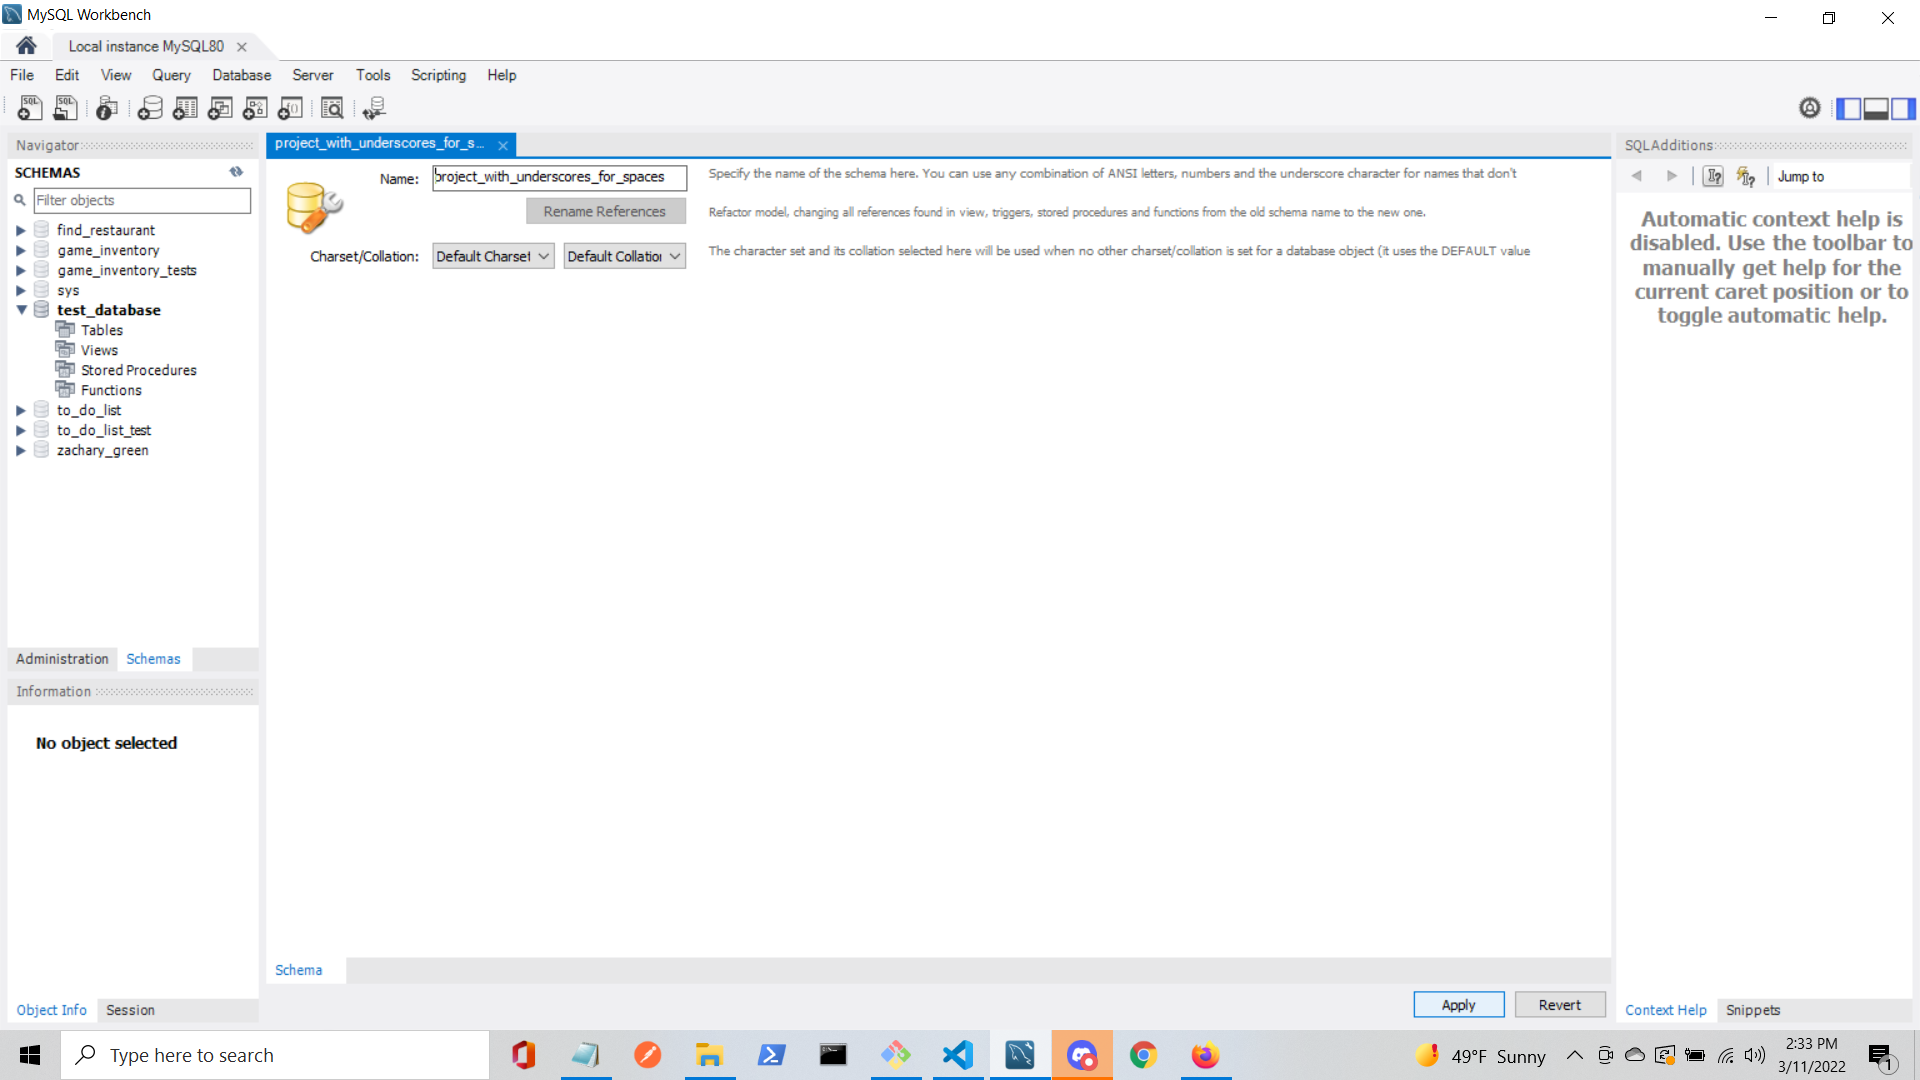 MySQL Workbench
Local instance MySQL80
File Edit View Query Database Server Tools Scripting Help
Navigator
SCHEMAS
Filter objects
find_restaurant
game_inventory
game_inventory_tests
sys
test_database
Tables
Views
Stored Procedures
Functions
to_do_list
to_do_list_test
zachary_green
Administration Schemas
Information
No object selected
Object Info Session
project_with_underscores_for_s...
Name: project_with_underscores_for_spaces
Specify the name of the schema here. You can use any combination of ANSI letters, numbers and the underscore character for names that don't
Rename References
Refactor model, changing all references found in view, triggers, stored procedures and functions from the old schema name to the new one.
Charset/Collation: Default Charset Default Collation
The character set and its collation selected here will be used when no other charset/collation is set for a database object (it uses the DEFAULT value
Schema
Apply Revert
SQLAdditions
Jump to
Automatic context help is
disabled. Use the toolbar to
manually get help for the
current caret position or to
toggle automatic help.
Context Help Snippets
Type here to search
49°F Sunny
2:33 PM
3/11/2022
1